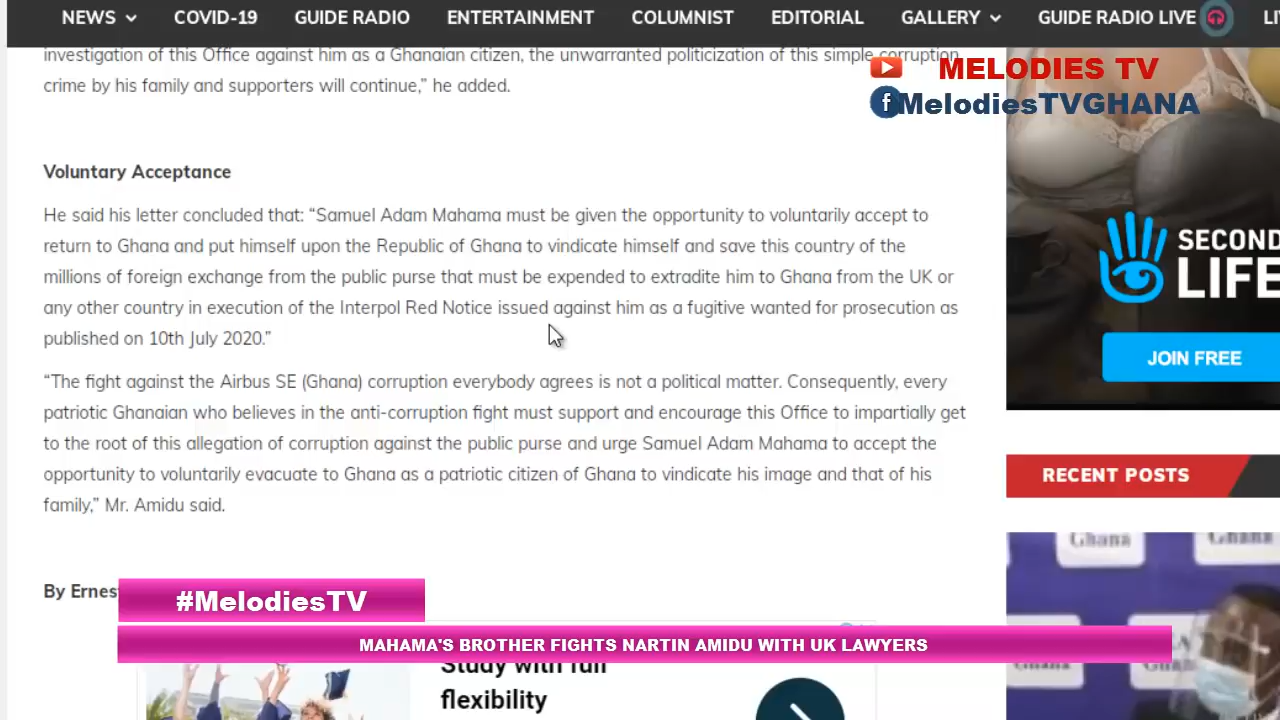 NEWS COVID-19 GUIDE RADIO ENTERTAINMENT COLUMNIST EDITORIAL GALLERY GUIDE RADIO LIVE
investigation of this Office against him as a Ghanaian citizen, the unwarranted politicization of this simple corruption
crime by his family and supporters will continue,” he added.
MELODIES TV
MelodiesTVGHANA
Voluntary Acceptance
He said his letter concluded that: “Samuel Adam Mahama must be given the opportunity to voluntarily accept to
return to Ghana and put himself upon the Republic of Ghana to vindicate himself and save this country of the
millions of foreign exchange from the public purse that must be expended to extradite him to Ghana from the UK or
any other country in execution of the Interpol Red Notice issued against him as a fugitive wanted for prosecution as
published on 10th July 2020.”
“The fight against the Airbus SE (Ghana) corruption everybody agrees is not a political matter. Consequently, every
patriotic Ghanaian who believes in the anti-corruption fight must support and encourage this Office to impartially get
to the root of this allegation of corruption against the public purse and urge Samuel Adam Mahama to accept the
opportunity to voluntarily evacuate to Ghana as a patriotic citizen of Ghana to vindicate his image and that of his
family,” Mr. Amidu said.
By Ernes
SECOND
LIFE
JOIN FREE
RECENT POSTS
Ghana Ghana
#MelodiesTV
MAHAMA'S BROTHER FIGHTS NARTIN AMIDU WITH UK LAWYERS
Study with full
flexibility